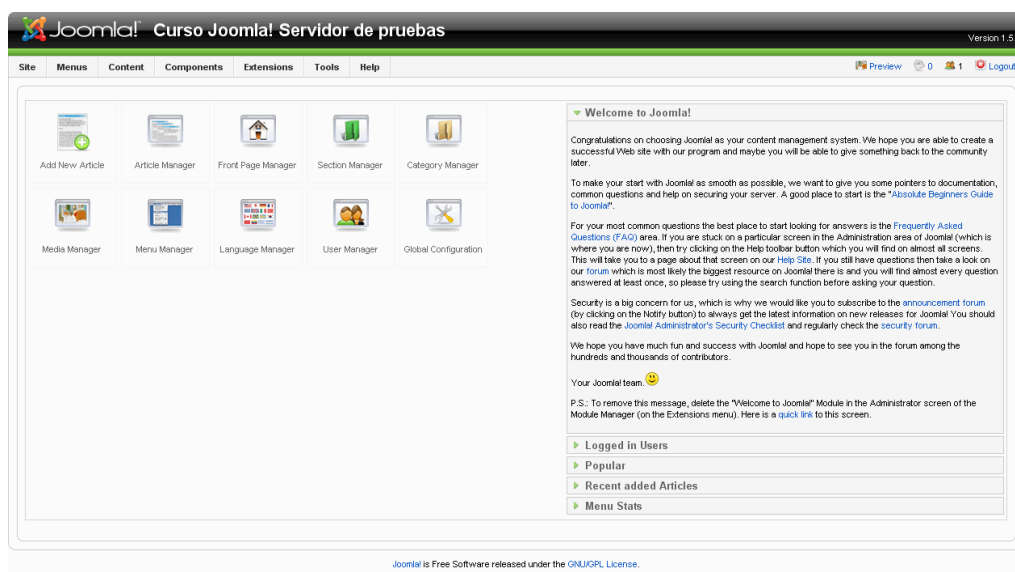 Joomla! Curso Joomla! Servidor de pruebas
Version 1.5.
Site Menus Content Components Extensions Tools Help Preview 0 1 Logout
Add New Article Article Manager Front Page Manager Section Manager Category Manager
Media Manager Menu Manager Language Manager User Manager Global Configuration
Welcome to Joomla!
Congratulations on choosing Joomla! as your content management system. We hope you are able to create a
successful Web site with our program and maybe you will be able to give something back to the community
later.
To make your start with Joomla! as smooth as possible, we want to give you some pointers to documentation,
common questions and help on securing your server. A good place to start is the "Absolute Beginners Guide
to Joomla!".
For your most common questions the best place to start looking for answers is the Frequently Asked
Questions (FAQ) area. If you are stuck on a particular screen in the Administration area of Joomla! (which is
where you are now), then try clicking on the Help toolbar button which you will find on almost all screens.
This will take you to a page about that screen on our Help Site. If you still have questions then take a look on
our forum which is most likely the biggest resource on Joomla! there is and you will find almost every question
answered at least once, so please try using the search function before asking your question.
Security is a big concern for us, which is why we would like you to subscribe to the announcement forum
(by clicking on the Notify button) to always get the latest information on new releases for Joomla! You should
also read the Joomla! Administrator's Security Checklist and regularly check the security forum.
We hope you have much fun and success with Joomla! and hope to see you in the forum among the
hundreds and thousands of contributors.
Your Joomla! team.
P.S.: To remove this message, delete the "Welcome to Joomla!" Module in the Administrator screen of the
Module Manager (on the Extensions menu). Here is a quick link to this screen.
Logged in Users
Popular
Recent added Articles
Menu Stats
Joomla! is Free Software released under the GNU/GPL License.